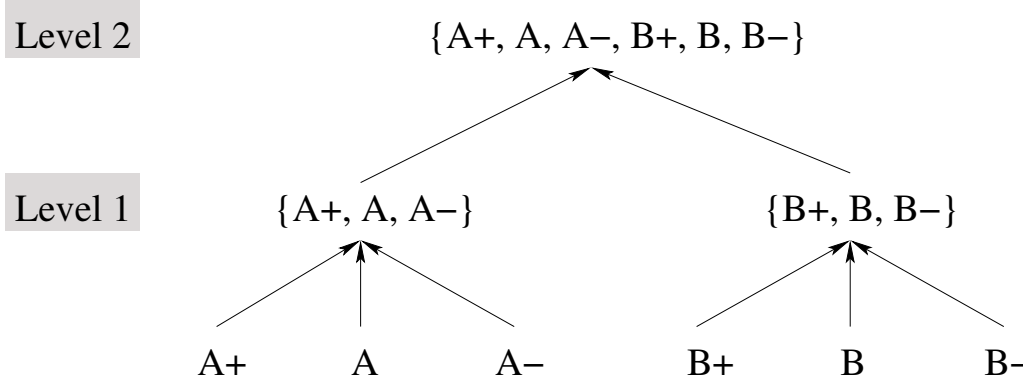 Level 2 {A+, A, A−, B+, B, B−}
Level 1 {A+, A, A−} {B+, B, B−}
A+ A A− B+ B B−